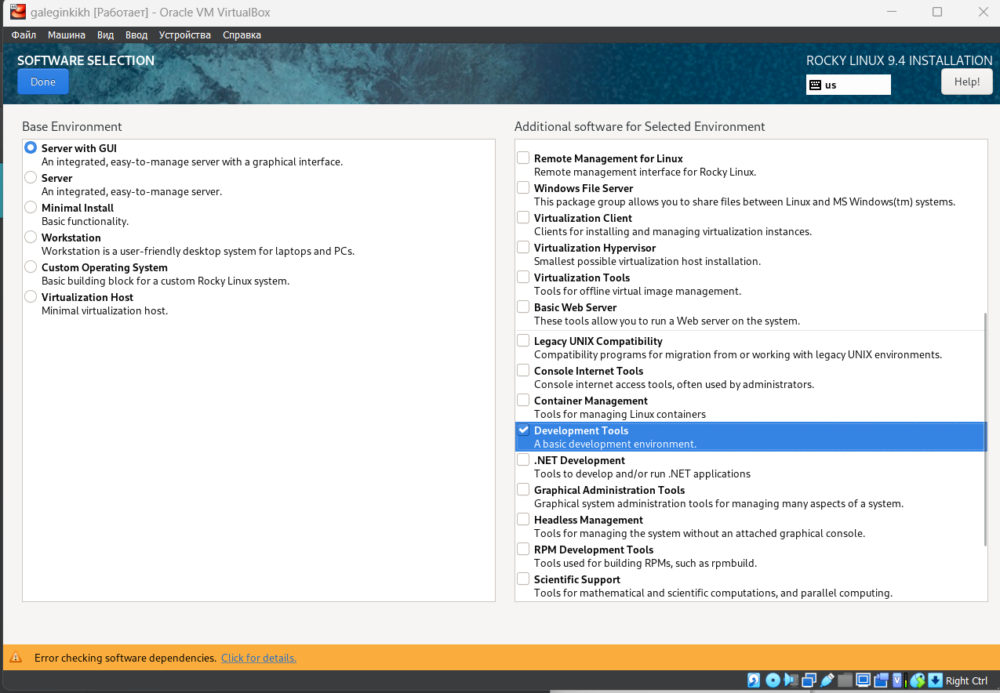 galeginkikh [Работает] - Oracle VM VirtualBox
Файл Машина Вид Ввод Устройства Справка
SOFTWARE SELECTION
Done
ROCKY LINUX 9.4 INSTALLATION
us
Help!
Base Environment
Server with GUI
An integrated, easy-to-manage server with a graphical interface.
Server
An integrated, easy-to-manage server.
Minimal Install
Basic functionality.
Workstation
Workstation is a user-friendly desktop system for laptops and PCs.
Custom Operating System
Basic building block for a custom Rocky Linux system.
Virtualization Host
Minimal virtualization host.
Additional software for Selected Environment
Remote Management for Linux
Remote management interface for Rocky Linux.
Windows File Server
This package group allows you to share files between Linux and MS Windows(tm) systems.
Virtualization Client
Clients for installing and managing virtualization instances.
Virtualization Hypervisor
Smallest possible virtualization host installation.
Virtualization Tools
Tools for offline virtual image management.
Basic Web Server
These tools allow you to run a Web server on the system.
Legacy UNIX Compatibility
Compatibility programs for migration from or working with legacy UNIX environments.
Console Internet Tools
Console internet access tools, often used by administrators.
Container Management
Tools for managing Linux containers
Development Tools
A basic development environment.
.NET Development
Tools to develop and/or run .NET applications
Graphical Administration Tools
Graphical system administration tools for managing many aspects of a system.
Headless Management
Tools for managing the system without an attached graphical console.
RPM Development Tools
Tools used for building RPMs, such as rpmbuild.
Scientific Support
Tools for mathematical and scientific computations, and parallel computing.
Error checking software dependencies. Click for details.
Right Ctrl